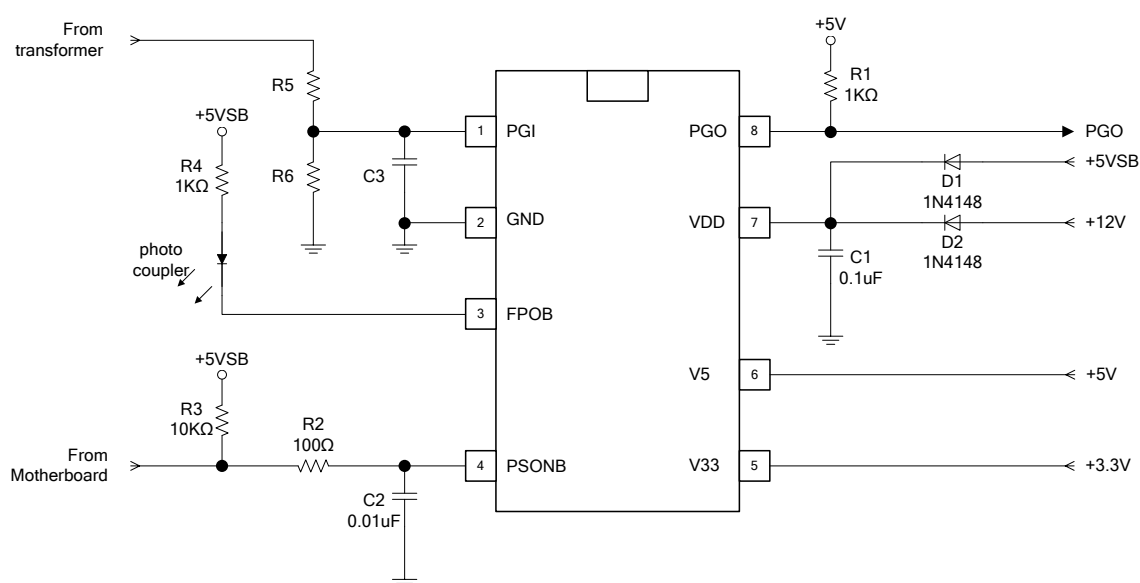 From
transformer
R5
+5VSB
R4
1KΩ
R6
C3
photo
coupler
+5VSB
R3
10KΩ
R2
100Ω
From
Motherboard
C2
0.01uF
1 PGI
2 GND
3 FPOB
4 PSONB
PGO 8
VDD 7
V5 6
V33 5
+5V
R1
1KΩ
PGO
+5VSB
D1
1N4148
+12V
D2
1N4148
C1
0.1uF
+5V
+3.3V